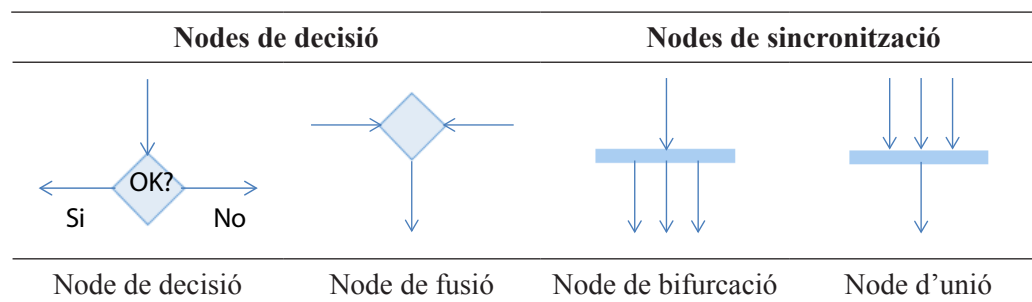 Nodes de decisió
Nodes de sincronització
OK?
Si
No
Node de decisió
Node de fusió
Node de bifurcació
Node d’unió